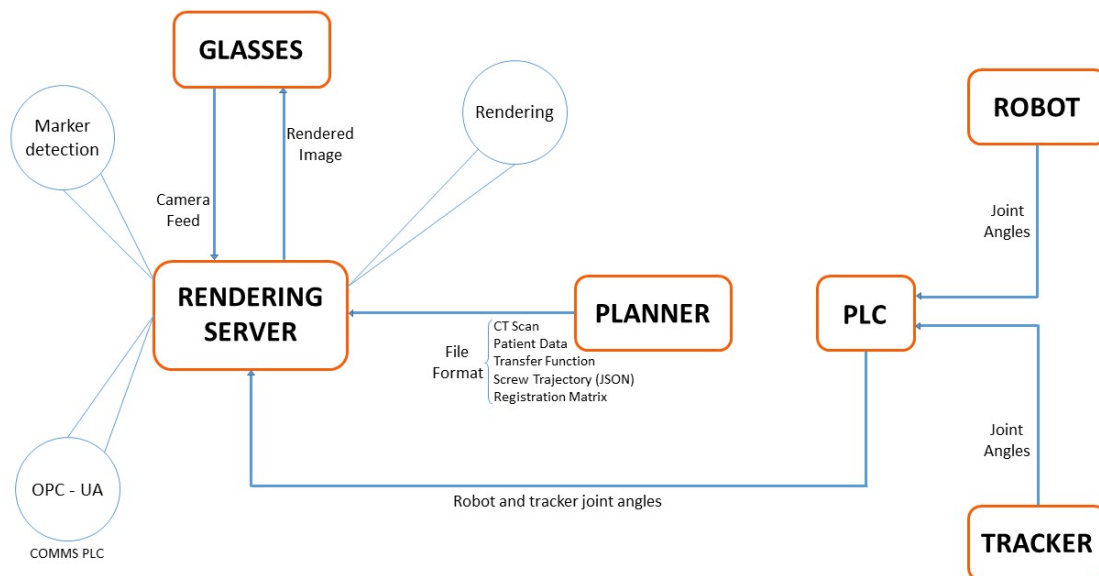 GLASSES
ROBOT
Marker
detection
Rendering
Rendered
Image
Camera
Feed
Joint
Angles
RENDERING
SERVER
PLANNER
PLC
File
Format
CT Scan
Patient Data
Transfer Function
Screw Trajectory (JSON)
Registration Matrix
Joint
Angles
OPC - UA
COMMS PLC
Robot and tracker joint angles
TRACKER